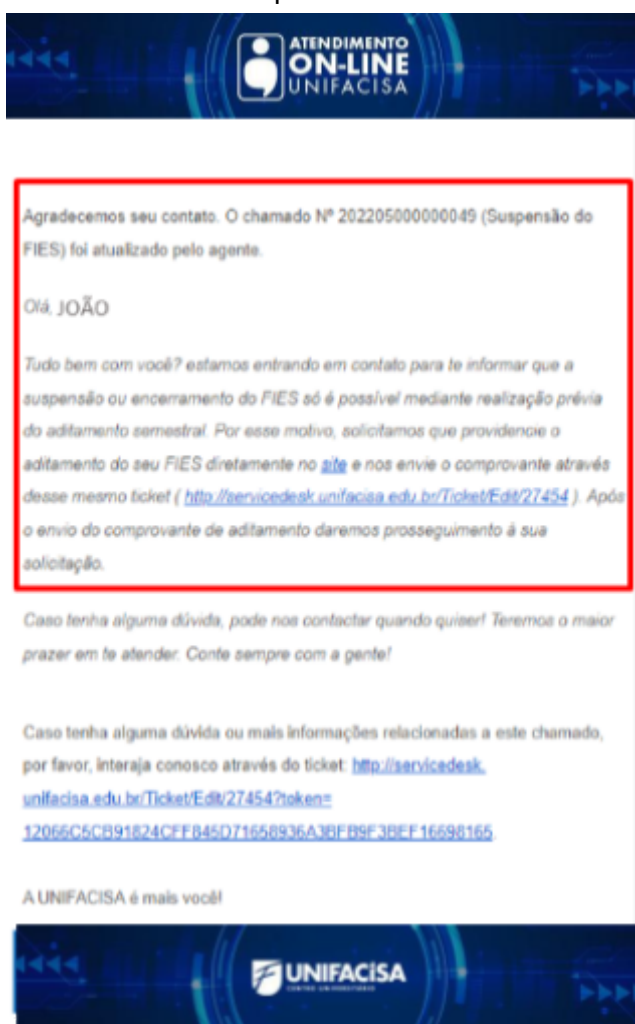 ATENDIMENTO
ON-LINE
UNIFACISA
Agradecemos seu contato. O chamado Nº 202205000000049 (Suspensão do
FIES) foi atualizado pelo agente.
Olá, JOÃO
Tudo bem com você? estamos entrando em contato para te informar que a
suspensão ou encerramento do FIES só é possível mediante realização prévia
do aditamento semestral. Por esse motivo, solicitamos que providencie o
aditamento do seu FIES diretamente no site e nos envie o comprovante através
desse mesmo ticket ( http://servicedesk.unifacisa.edu.br/Ticket/Edit/27454 ). Após
o envio do comprovante de aditamento daremos prosseguimento à sua
solicitação.
Caso tenha alguma dúvida, pode nos contactar quando quiser! Teremos o maior
prazer em te atender. Conte sempre com a gente!
Caso tenha alguma dúvida ou mais informações relacionadas a este chamado,
por favor, interaja conosco através do ticket: http://servicedesk.
unifacisa.edu.br/Ticket/Edit/27454?token=
12066C5CB91824CFF845D71658936A3BFB9F3BEF16698165.
A UNIFACISA é mais você!
UNIFACISA
CENTRO UNIVERSITÁRIO